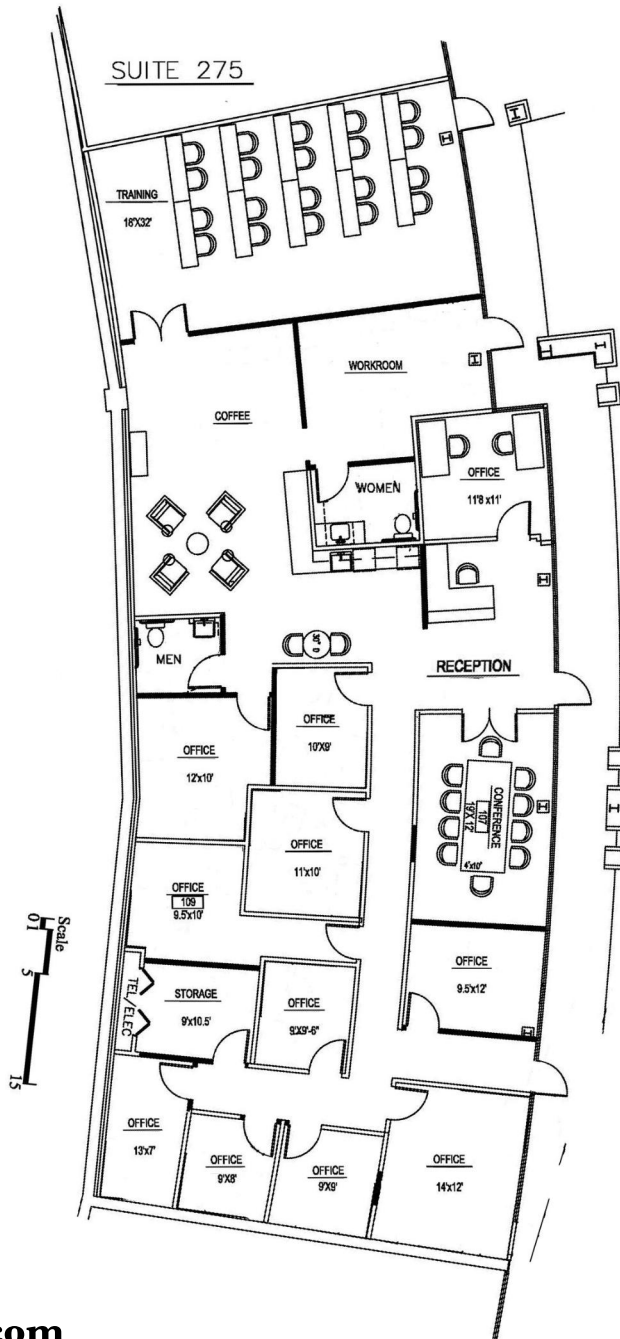 SUITE 275
TRAINING
18'X32'
WORKROOM
COFFEE
OFFICE
11'8 x11'
WOMEN
30" D
MEN
RECEPTION
OFFICE
10'X9'
OFFICE
12'x10'
CONFERENCE
107
19'X 12'
4'x10'
OFFICE
11'x10'
OFFICE
109
9.5'x10'
OFFICE
9.5'x12'
Scale
0 1
5
15
TEL/ELEC
STORAGE
9'x10.5'
OFFICE
9'X9'-6"
OFFICE
13'x7'
OFFICE
9'X8'
OFFICE
9'X9'
OFFICE
14'x12'
com